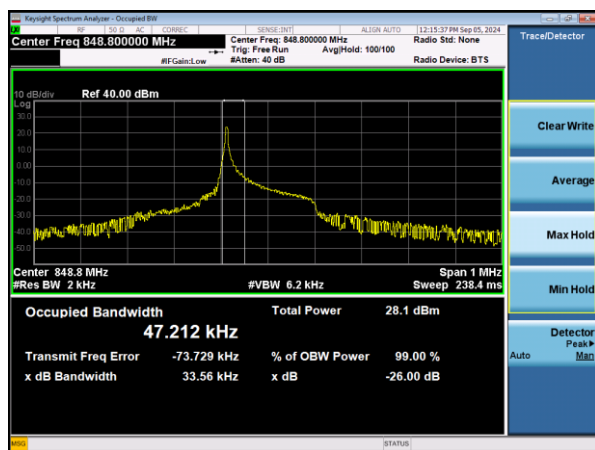 Keysight Spectrum Analyzer - Occupied BW
RF 50 Ω AC CORREC SENSE:INT ALIGN AUTO 12:15:37 PM Sep 05, 2024
Center Freq 848.800000 MHz Center Freq: 848.800000 MHz Radio Std: None
Trig: Free Run Avg|Hold: 100/100
#IFGain:Low #Atten: 40 dB Radio Device: BTS
Trace/Detector
10 dB/div Ref 40.00 dBm
Log
30.0
20.0
10.0
0.00
-10.0
-20.0
-30.0
-40.0
-50.0
Center 848.8 MHz Span 1 MHz
#Res BW 2 kHz #VBW 6.2 kHz Sweep 238.4 ms
Occupied Bandwidth Total Power 28.1 dBm
47.212 kHz
Transmit Freq Error -73.729 kHz % of OBW Power 99.00 %
x dB Bandwidth 33.56 kHz x dB -26.00 dB
Clear Write
Average
Max Hold
Min Hold
Detector
Peak▶
Auto Man
MSG STATUS